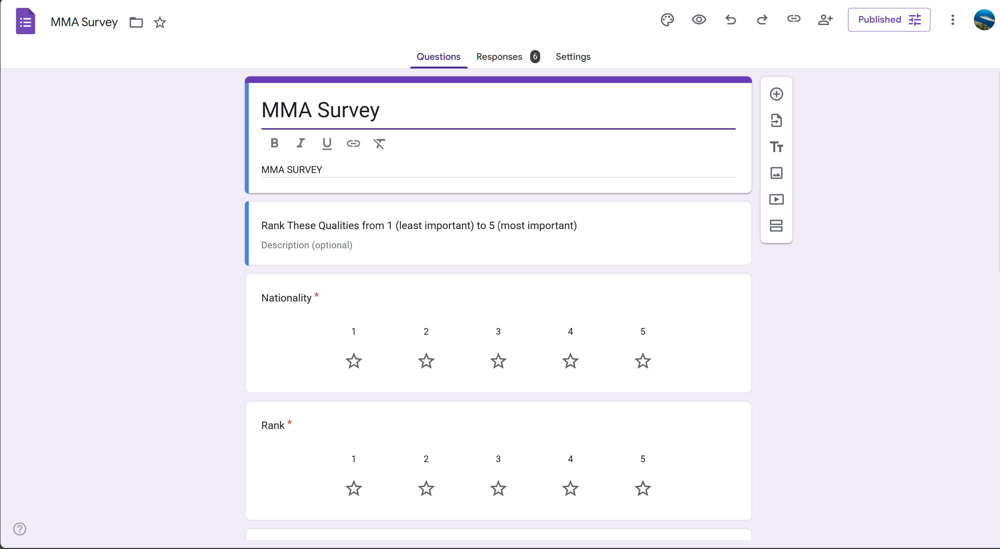 MMA Survey
Published
Questions Responses 6 Settings
MMA Survey
MMA SURVEY
Rank These Qualities from 1 (least important) to 5 (most important)
Description (optional)
Nationality *
1 2 3 4 5
Rank *
1 2 3 4 5